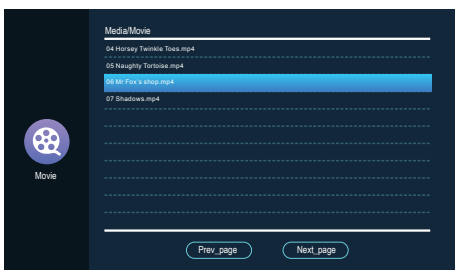 Media/Movie
04 Horsey Twinkle Toes.mp4
05 Naughty Tortoise.mp4
06 Mr Fox's shop.mp4
07 Shadows.mp4
Movie
Prev_page
Next_page